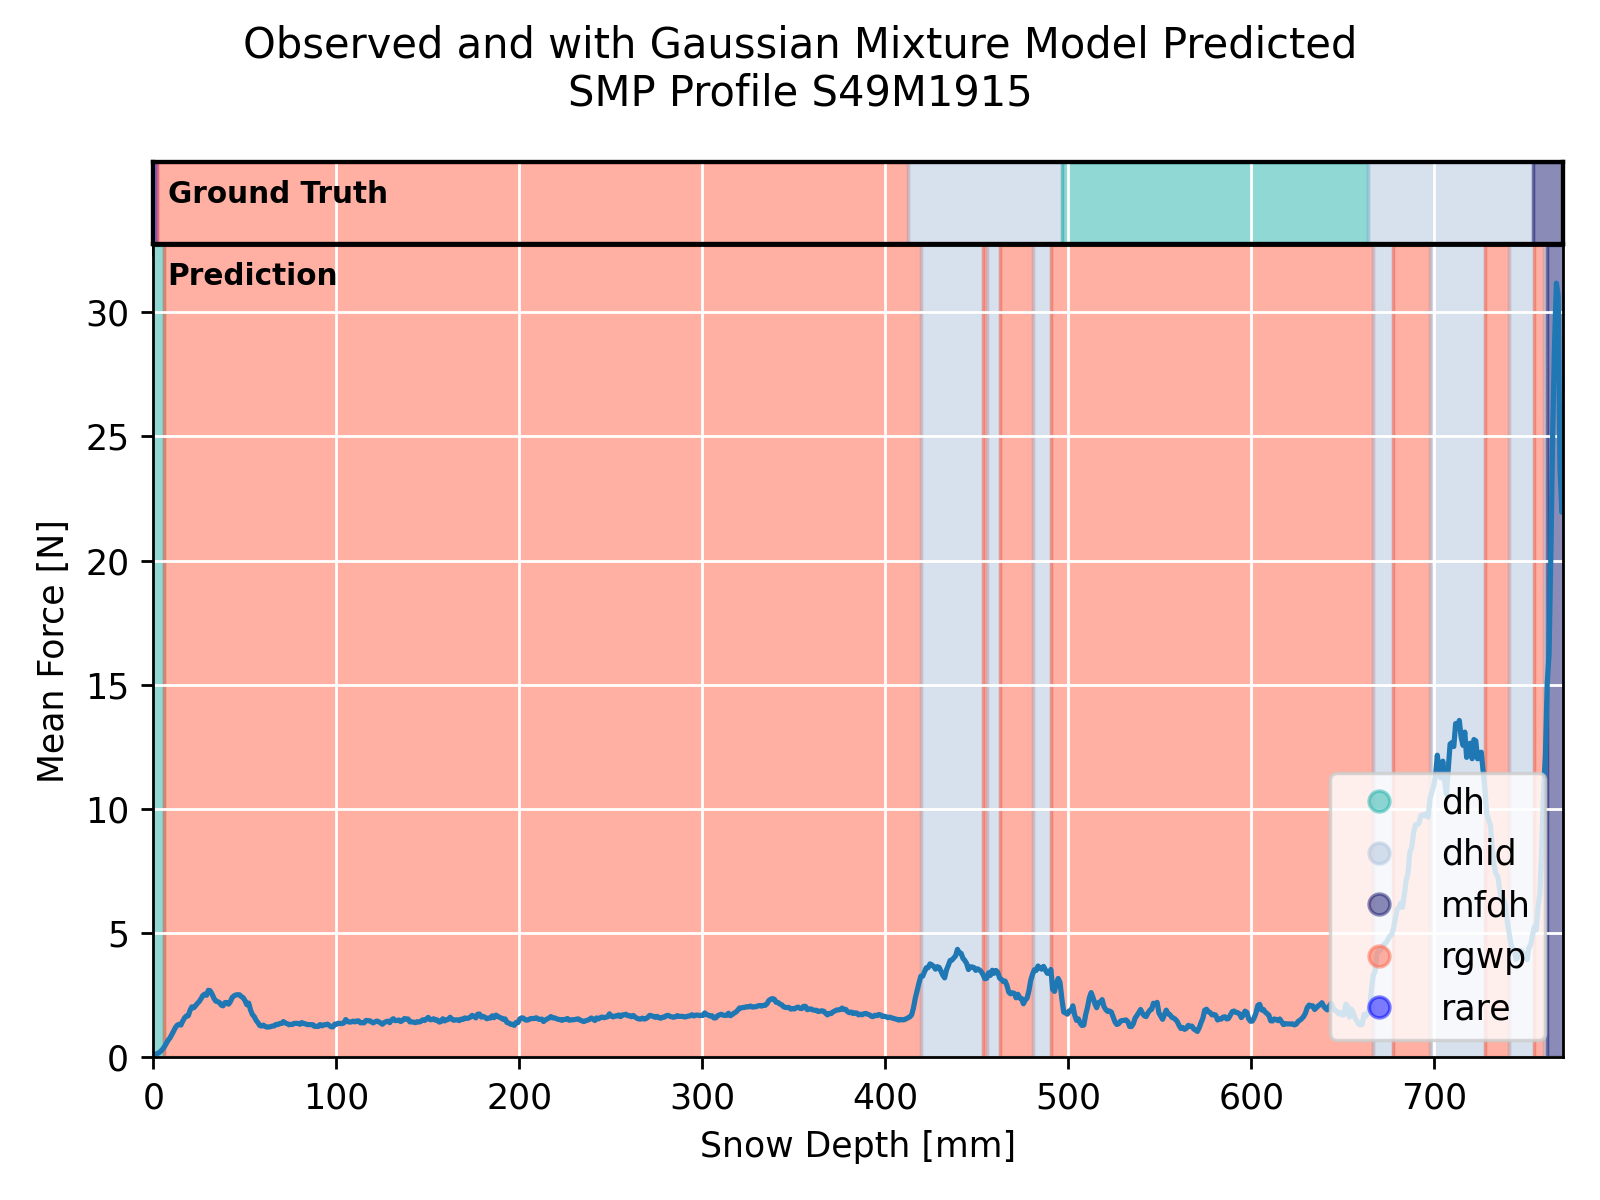 Observed and with Gaussian Mixture Model Predicted
SMP Profile S49M1915
Ground Truth
Prediction
30
25
20
15
10
5
0
Mean Force [N]
dh
dhid
mfdh
rgwp
rare
0 100 200 300 400 500 600 700
Snow Depth [mm]